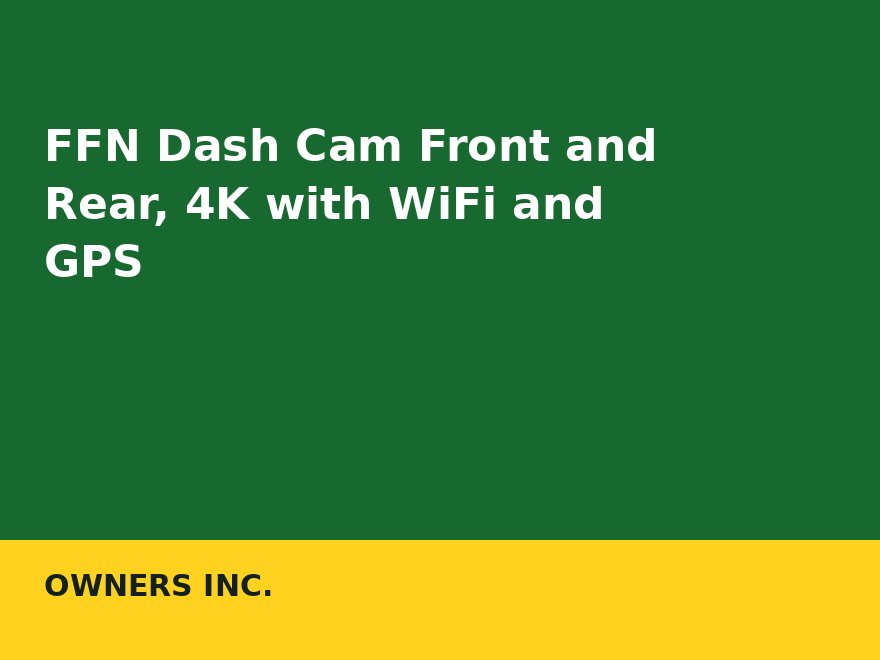 FFN Dash Cam Front and
Rear, 4K with WiFi and
GPS
OWNERS INC.